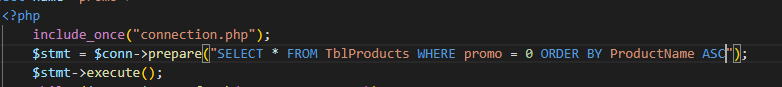 <?php
include_once("connection.php");
$stmt = $conn->prepare("SELECT * FROM TblProducts WHERE promo = 0 ORDER BY ProductName ASC");
$stmt->execute();